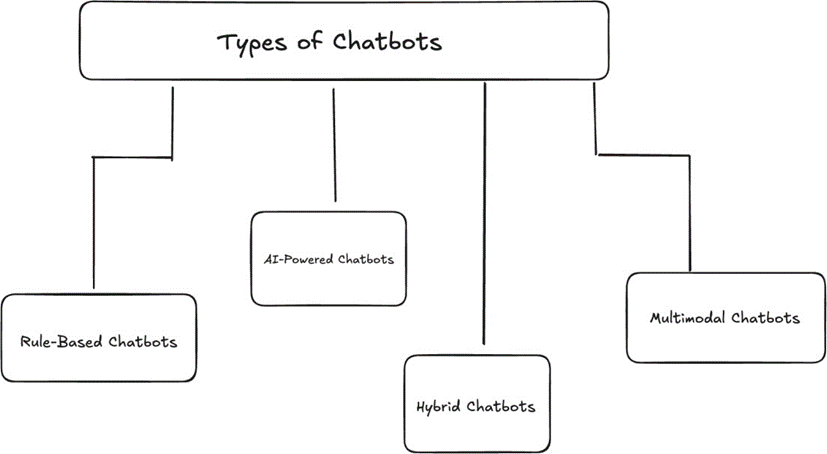 Types of Chatbots
AI-Powered Chatbots
Rule-Based Chatbots
Multimodal Chatbots
Hybrid Chatbots